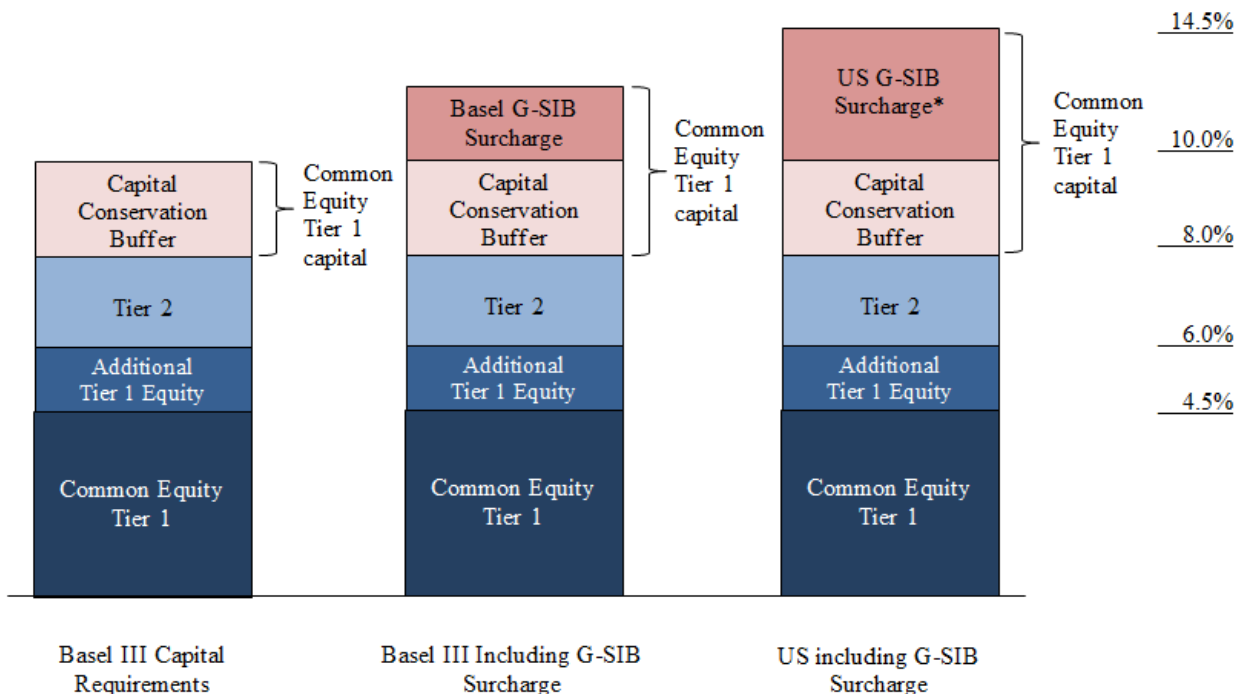 Capital
Conservation
Buffer
Tier 2
Additional
Tier 1 Equity
Common Equity
Tier 1
Common
Equity
Tier 1
capital
Basel III Capital
Requirements
Basel G-SIB
Surcharge
Capital
Conservation
Buffer
Tier 2
Additional
Tier 1 Equity
Common Equity
Tier 1
Common
Equity
Tier 1
capital
Basel III Including G-SIB
Surcharge
US G-SIB
Surcharge*
Capital
Conservation
Buffer
Tier 2
Additional
Tier 1 Equity
Common Equity
Tier 1
Common
Equity
Tier 1
capital
US including G-SIB
Surcharge
14.5%
10.0%
8.0%
6.0%
4.5%